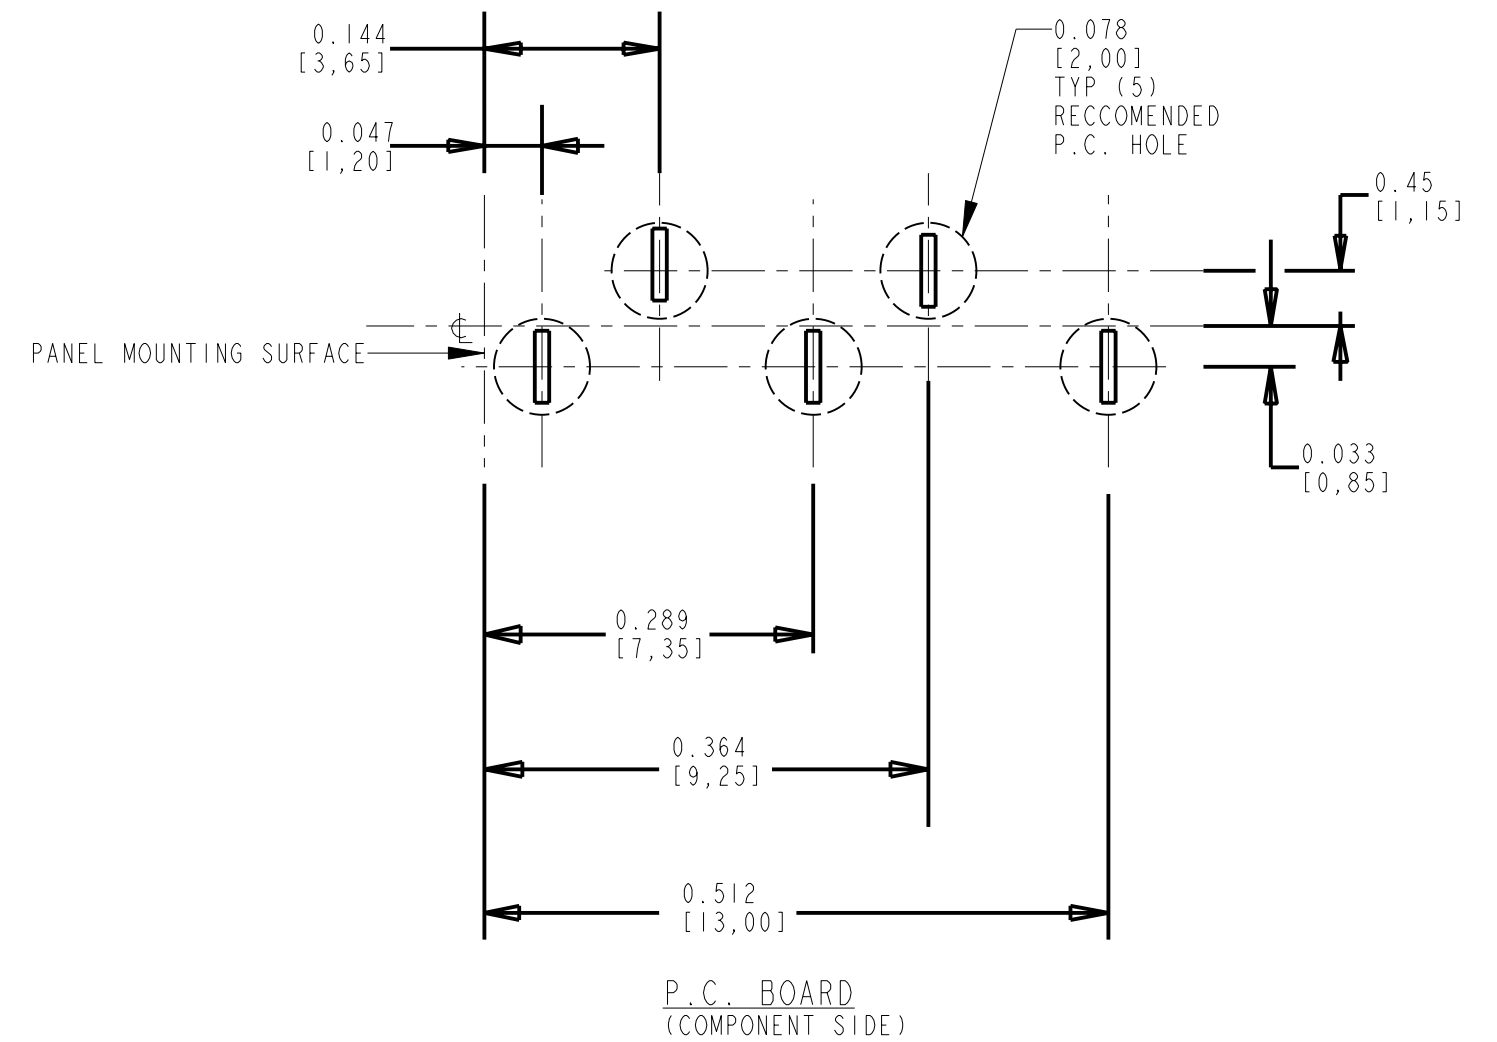 0.144
[3,65]
0.078
[2,00]
TYP (5)
RECCOMENDED
P.C. HOLE
0.047
[1,20]
0.45
[1,15]
℄
PANEL MOUNTING SURFACE
0.033
[0,85]
0.289
[7,35]
0.364
[9,25]
0.512
[13,00]
P.C. BOARD
(COMPONENT SIDE)